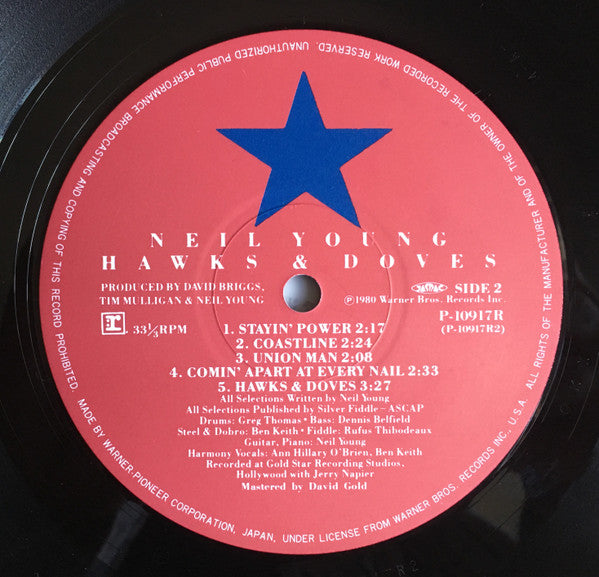 NEIL YOUNG
HAWKS & DOVES
PRODUCED BY DAVID BRIGGS,
TIM MULLIGAN & NEIL YOUNG
SIDE 2
℗1980 Warner Bros. Records Inc.
P-10917R
(P-10917R2)
r. 33⅓RPM
1. STAYIN' POWER 2:17
2. COASTLINE 2:24
3. UNION MAN 2:08
4. COMIN' APART AT EVERY NAIL 2:33
5. HAWKS & DOVES 3:27
All Selections Written by Neil Young
All Selections Published by Silver Fiddle – ASCAP
Drums: Greg Thomas • Bass: Dennis Belfield
Steel & Dobro: Ben Keith • Fiddle: Rufus Thibodeaux
Guitar, Piano: Neil Young
Harmony Vocals: Ann Hillary O'Brien, Ben Keith
Recorded at Gold Star Recording Studios,
Hollywood with Jerry Napier
Mastered by David Gold
MADE BY WARNER-PIONEER CORPORATION, JAPAN, UNDER LICENSE FROM WARNER BROS. RECORDS INC., U.S.A. ALL RIGHTS OF THE MANUFACTURER AND OF THE OWNER OF THE RECORDED WORK RESERVED. UNAUTHORIZED PUBLIC PERFORMANCE BROADCASTING AND COPYING OF THIS RECORD PROHIBITED.
R 2